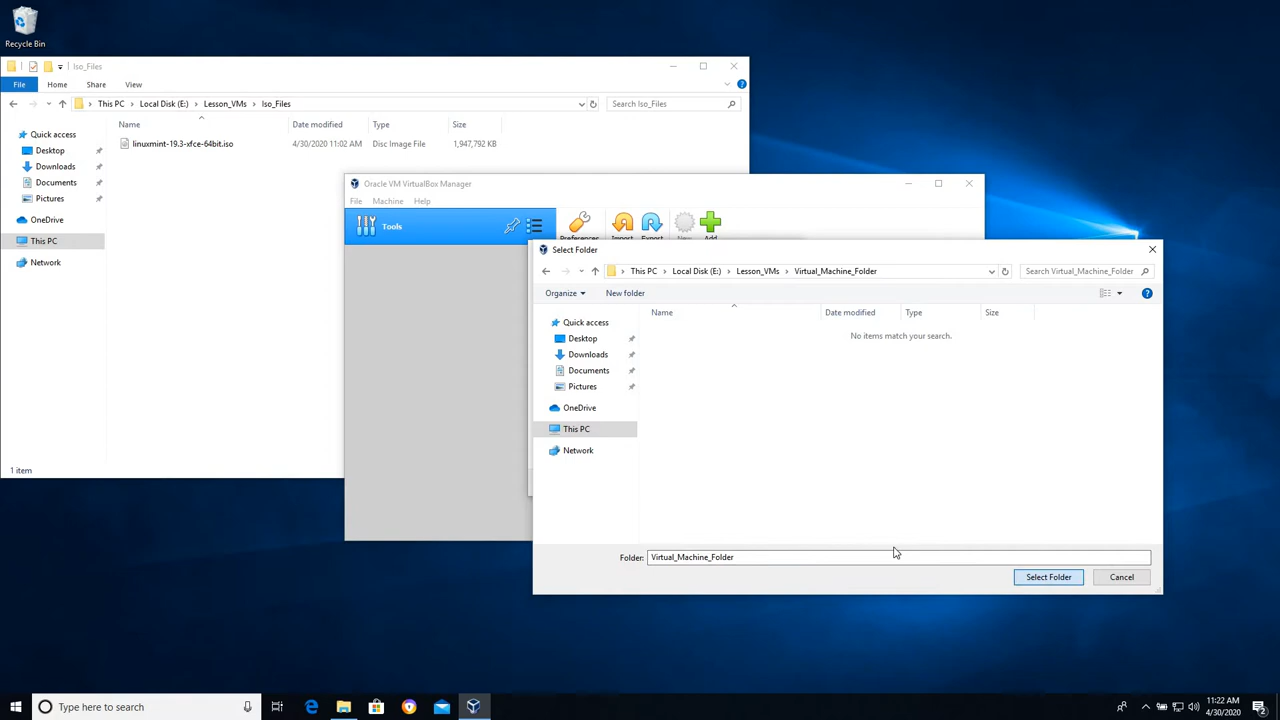 Recycle Bin
Iso_Files
File Home Share View
This PC Local Disk (E:) Lesson_VMs Iso_Files
Search Iso_Files
Name Date modified Type Size
linuxmint-19.3-xfce-64bit.iso 4/30/2020 11:02 AM Disc Image File 1,947,792 KB
Quick access
Desktop
Downloads
Documents
Pictures
OneDrive
This PC
Network
1 item
Oracle VM VirtualBox Manager
File Machine Help
Tools
Preferences Import Export New Add
Select Folder
This PC Local Disk (E:) Lesson_VMs Virtual_Machine_Folder
Search Virtual_Machine_Folder
Organize New folder
Name Date modified Type Size
No items match your search.
Quick access
Desktop
Downloads
Documents
Pictures
OneDrive
This PC
Network
Folder: Virtual_Machine_Folder
Select Folder Cancel
Type here to search
11:22 AM
4/30/2020
2